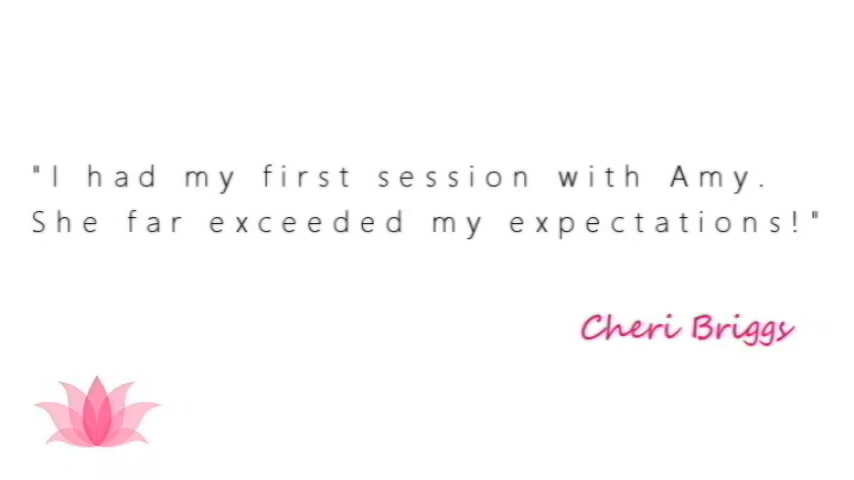 "I had my first session with Amy.
She far exceeded my expectations!"
Cheri Briggs